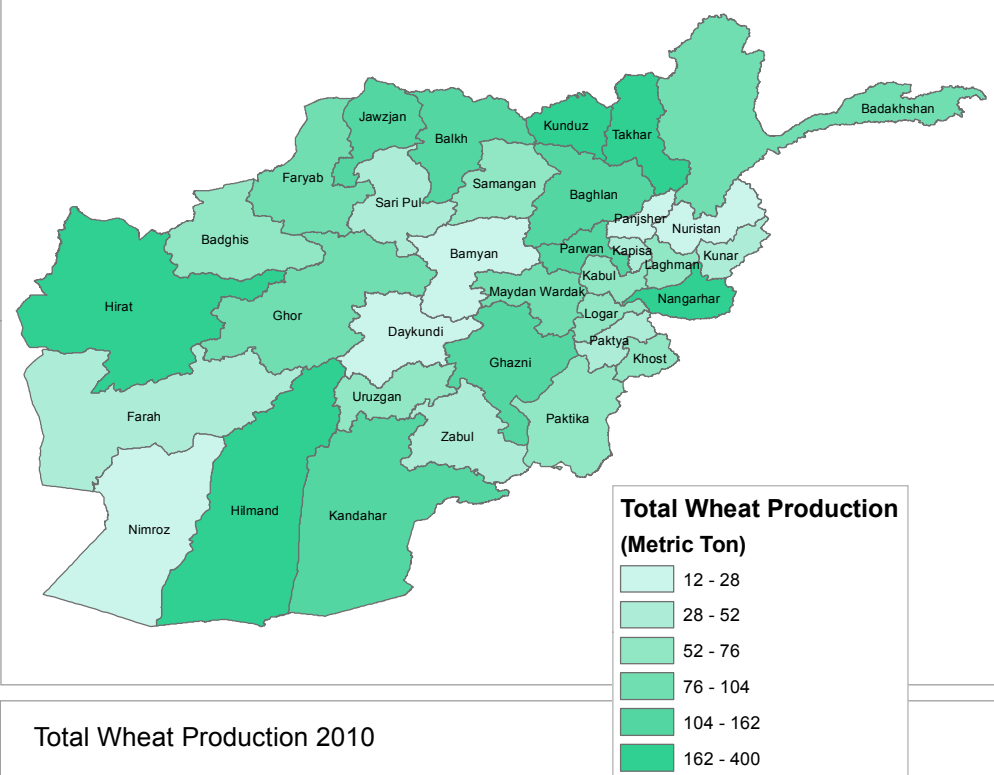 Badakhshan
Jawzjan
Kunduz
Takhar
Balkh
Faryab
Samangan
Baghlan
Sari Pul
Panjsher
Nuristan
Badghis
Bamyan
Parwan
Kapisa
Kunar
Laghman
Kabul
Maydan Wardak
Nangarhar
Hirat
Ghor
Logar
Daykundi
Paktya
Ghazni
Khost
Uruzgan
Farah
Paktika
Zabul
Hilmand
Kandahar
Nimroz
Total Wheat Production
(Metric Ton)
12 - 28
28 - 52
52 - 76
76 - 104
104 - 162
162 - 400
Total Wheat Production 2010